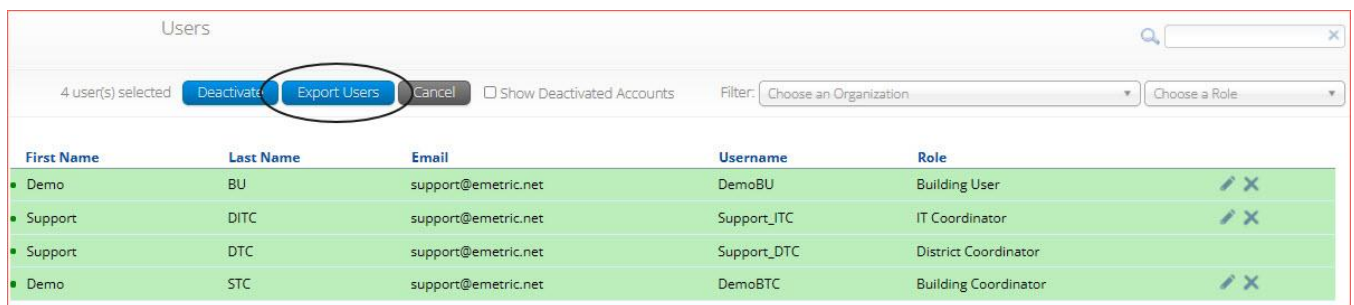 Users
4 user(s) selected Deactivate Export Users Cancel Show Deactivated Accounts Filter: Choose an Organization Choose a Role
First Name Last Name Email Username Role
Demo BU support@emetric.net DemoBU Building User
Support DITC support@emetric.net Support_ITC IT Coordinator
Support DTC support@emetric.net Support_DTC District Coordinator
Demo STC support@emetric.net DemoBTC Building Coordinator